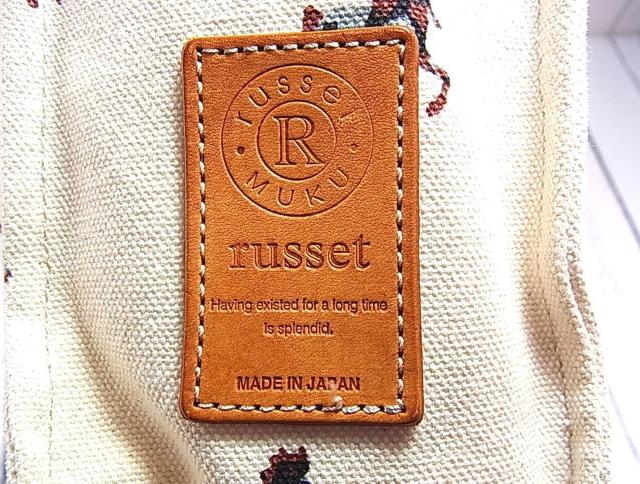 russet
R
MUKU
russet
Having existed for a long time
is splendid.
MADE IN JAPAN